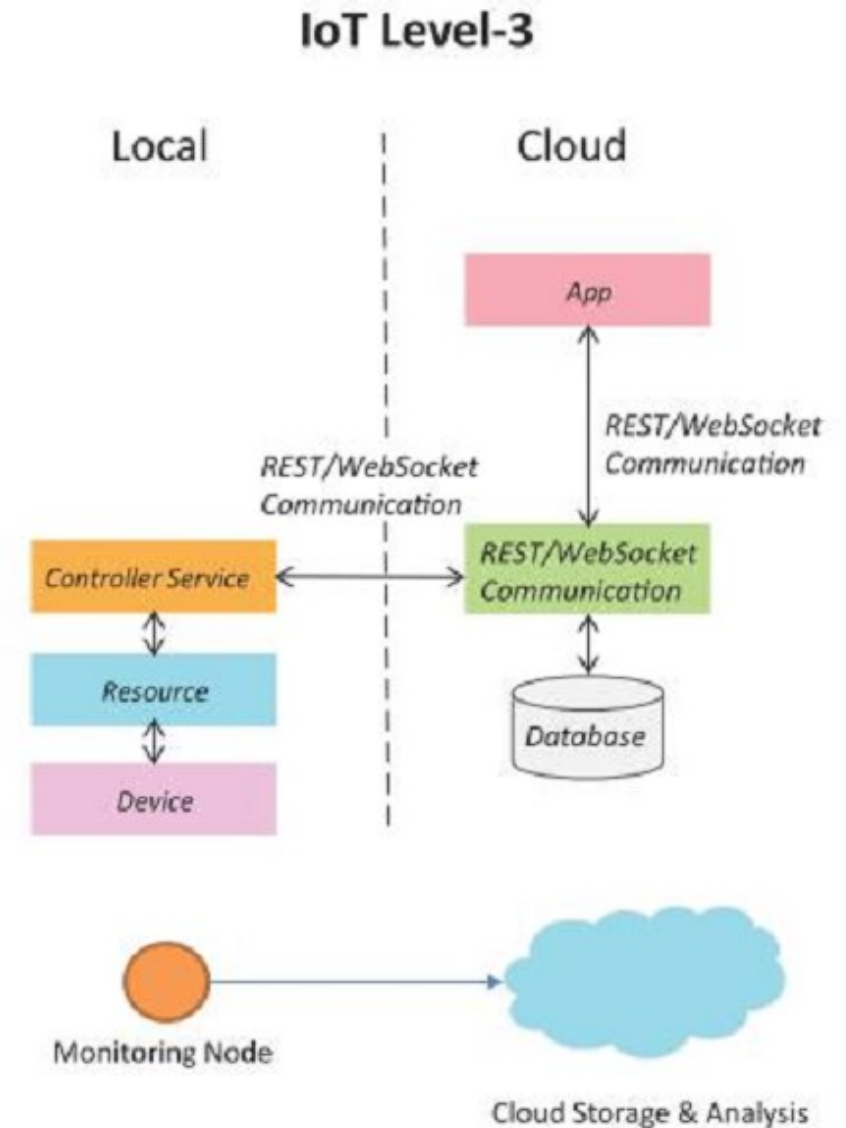 IoT Level-3
Local
Cloud
App
REST/WebSocket
Communication
REST/WebSocket
Communication
Controller Service
REST/WebSocket
Communication
Resource
Database
Device
Monitoring Node
Cloud Storage & Analysis